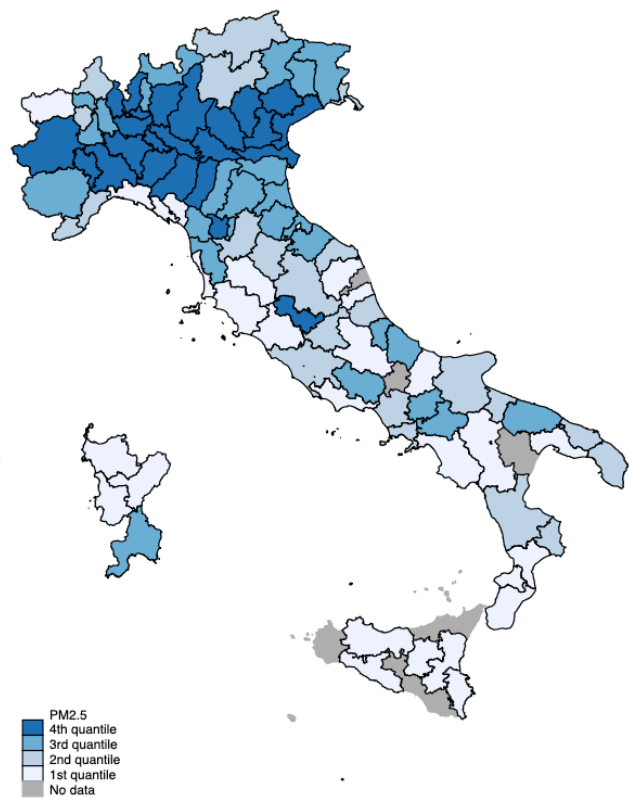 PM2.5
4th quantile
3rd quantile
2nd quantile
1st quantile
No data